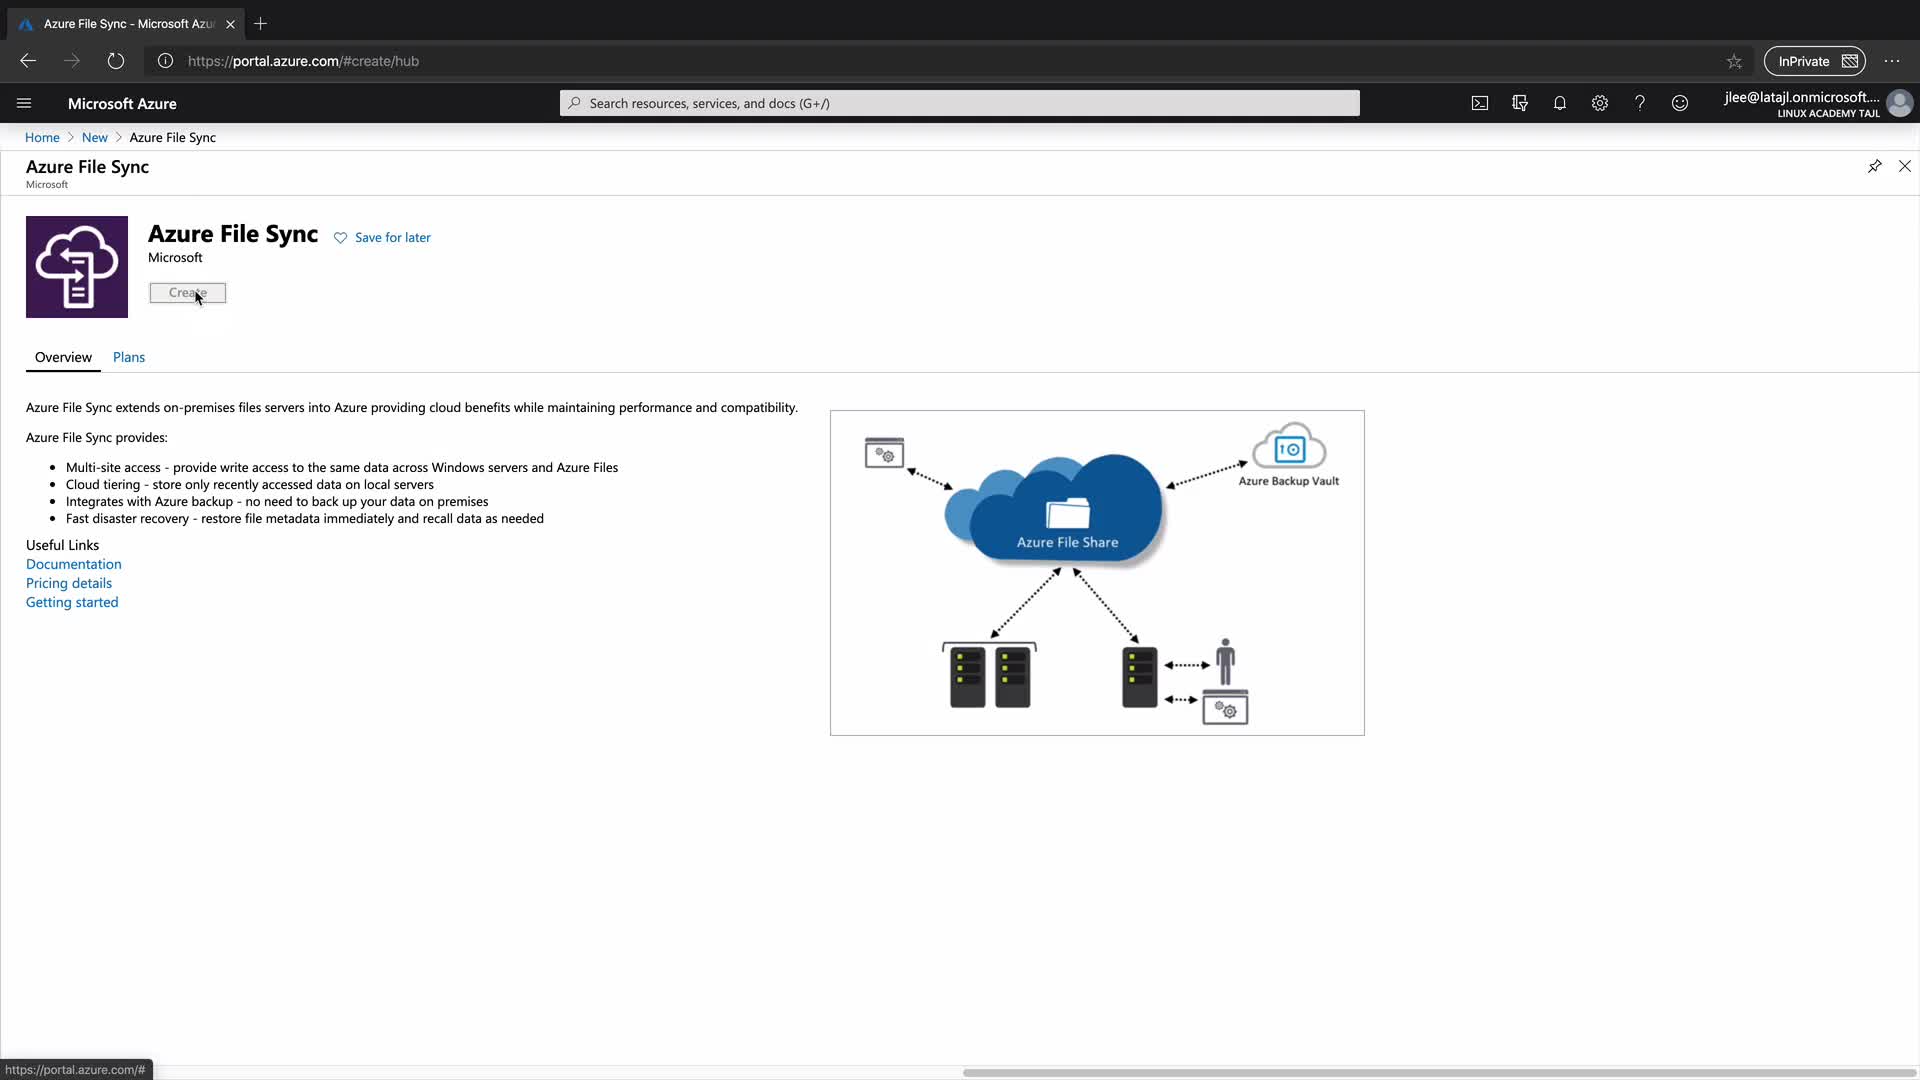 Azure File Sync - Microsoft Azu
https://portal.azure.com/#create/hub
InPrivate
Microsoft Azure
Search resources, services, and docs (G+/)
jlee@latajl.onmicrosoft....
LINUX ACADEMY TAJL
Home > New > Azure File Sync
Azure File Sync
Microsoft
Azure File Sync
Save for later
Microsoft
Create
Overview
Plans
Azure File Sync extends on-premises files servers into Azure providing cloud benefits while maintaining performance and compatibility.
Azure File Sync provides:
• Multi-site access - provide write access to the same data across Windows servers and Azure Files
• Cloud tiering - store only recently accessed data on local servers
• Integrates with Azure backup - no need to back up your data on premises
• Fast disaster recovery - restore file metadata immediately and recall data as needed
Useful Links
Documentation
Pricing details
Getting started
Azure Backup Vault
Azure File Share
https://portal.azure.com/#